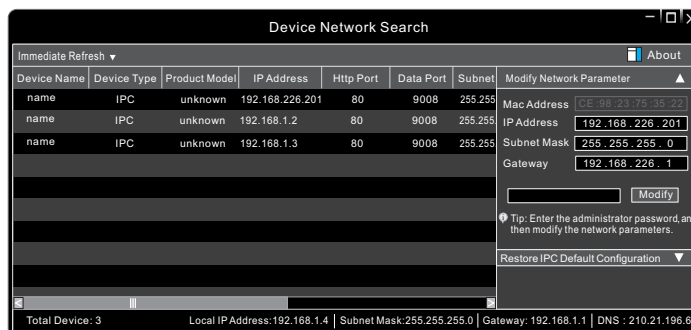 Device Network Search
Immediate Refresh ▼
About
Device Name Device Type Product Model IP Address Http Port Data Port Subnet
name IPC unknown 192.168.226.201 80 9008 255.255
name IPC unknown 192.168.1.2 80 9008 255.255.
name IPC unknown 192.168.1.3 80 9008 255.255.
Modify Network Parameter ▲
Mac Address CE:98:23:75:35:22
IP Address 192.168.226.201
Subnet Mask 255.255.255. 0
Gateway 192.168.226. 1
Modify
Tip: Enter the administrator password, an
then modify the network parameters.
Restore IPC Default Configuration ▼
Total Device: 3 Local IP Address:192.168.1.4 Subnet Mask:255.255.255.0 Gateway: 192.168.1.1 DNS : 210.21.196.6